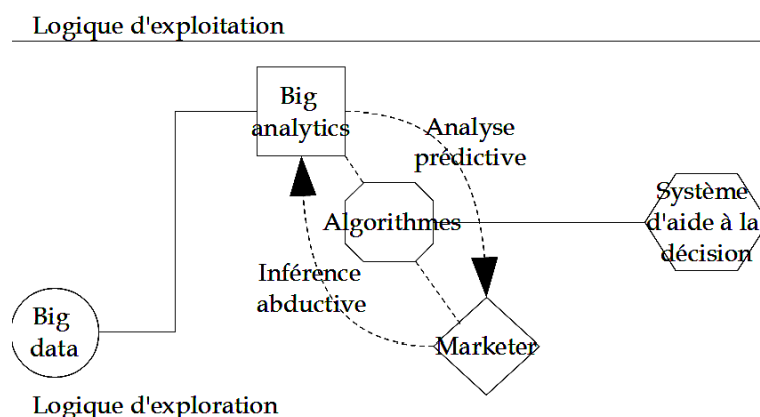 Logique d'exploitation
Big
analytics
Analyse
prédictive
Algorithmes
Système
d'aide à la
décision
Inférence
abductive
Big
data
Marketer
Logique d'exploration